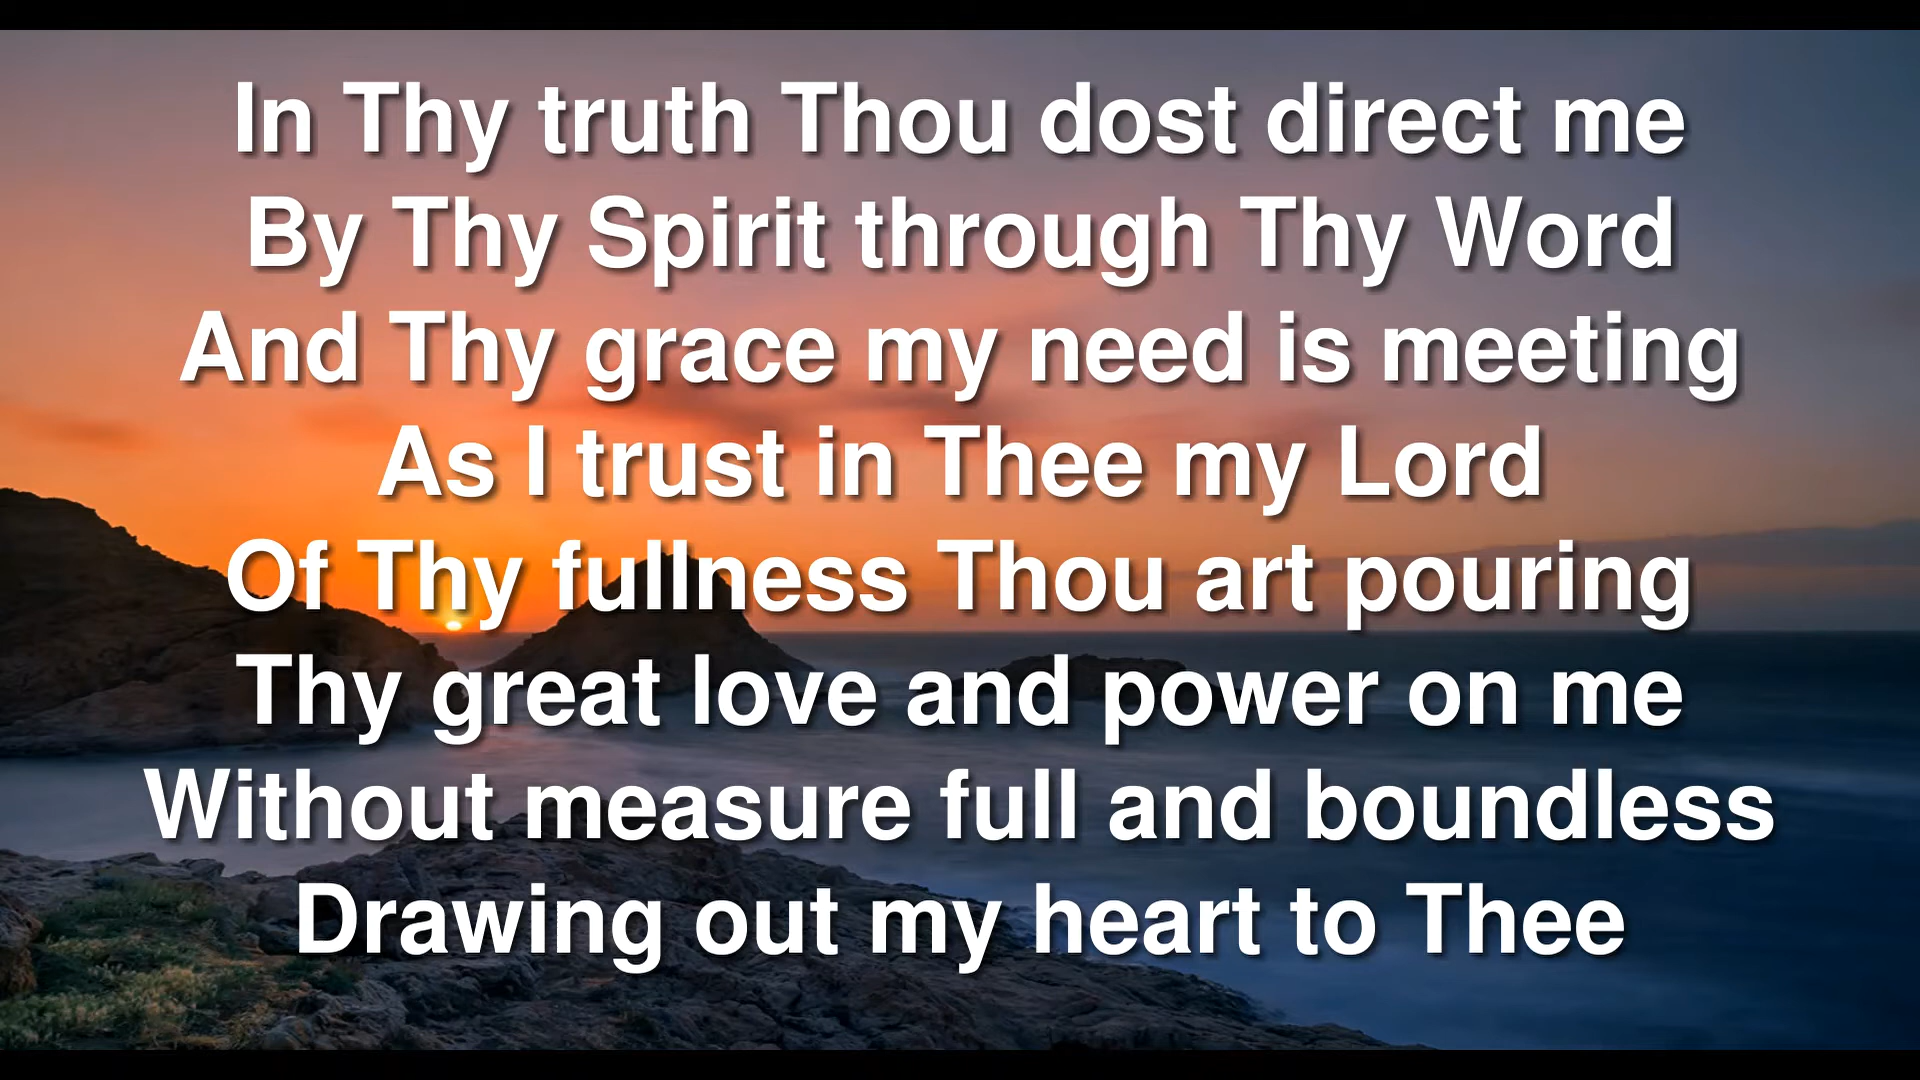 In Thy truth Thou dost direct me
By Thy Spirit through Thy Word
And Thy grace my need is meeting
As I trust in Thee my Lord
Of Thy fullness Thou art pouring
Thy great love and power on me
Without measure full and boundless
Drawing out my heart to Thee